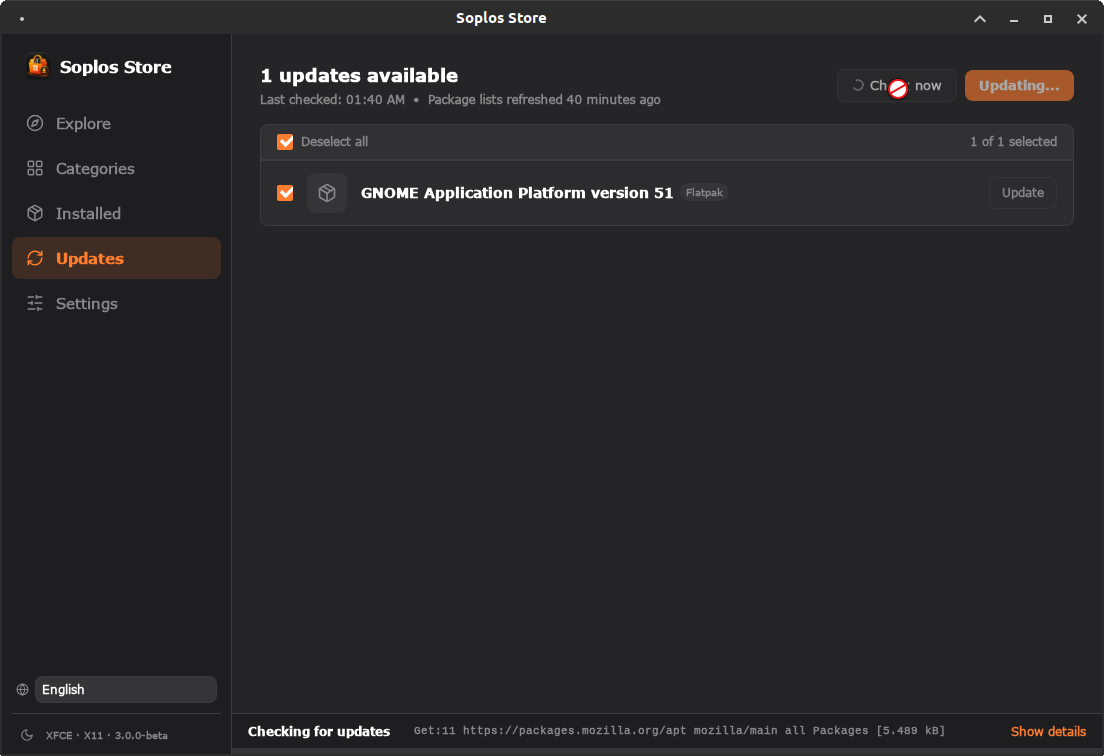 Soplos Store
Soplos Store
Explore
Categories
Installed
Updates
Settings
English
XFCE · X11 · 3.0.0-beta
1 updates available
Last checked: 01:40 AM • Package lists refreshed 40 minutes ago
now
Updating...
Deselect all
1 of 1 selected
GNOME Application Platform version 51
Flatpak
Update
Checking for updates
Get:11 https://packages.mozilla.org/apt mozilla/main all Packages [5.489 kB]
Show details